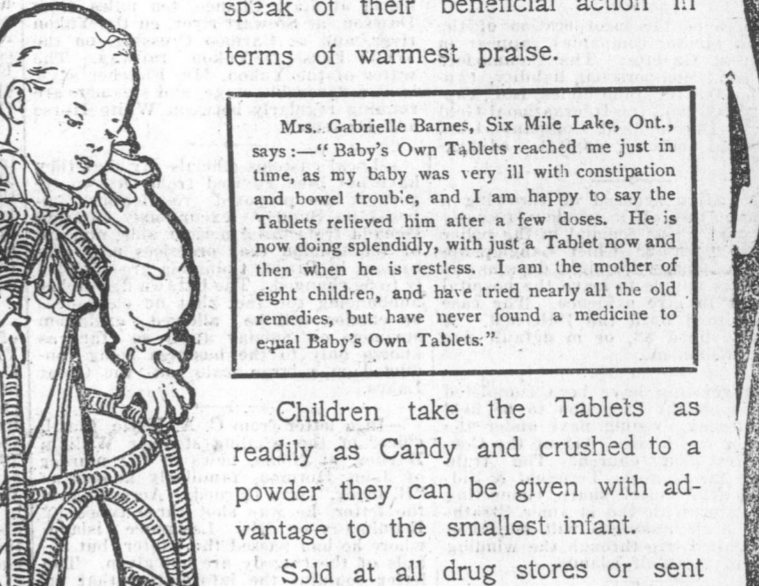 speak of their beneficial action in
terms of warmest praise.
Mrs. Gabrielle Barnes, Six Mile Lake, Ont.,
says :—“ Baby's Own Tablets reached me just in
time, as my baby was very ill with constipation
and bowel trouble, and I am happy to say the
Tablets relieved him after a few doses. He is
now doing splendidly, with just a Tablet now and
then when he is restless. I am the mother of
eight children, and have tried nearly all the old
remedies, but have never found a medicine to
equal Baby's Own Tablets."
Children take the Tablets as
readily as Candy and crushed to a
powder they can be given with ad-
vantage to the smallest infant.
Sold at all drug stores or sent